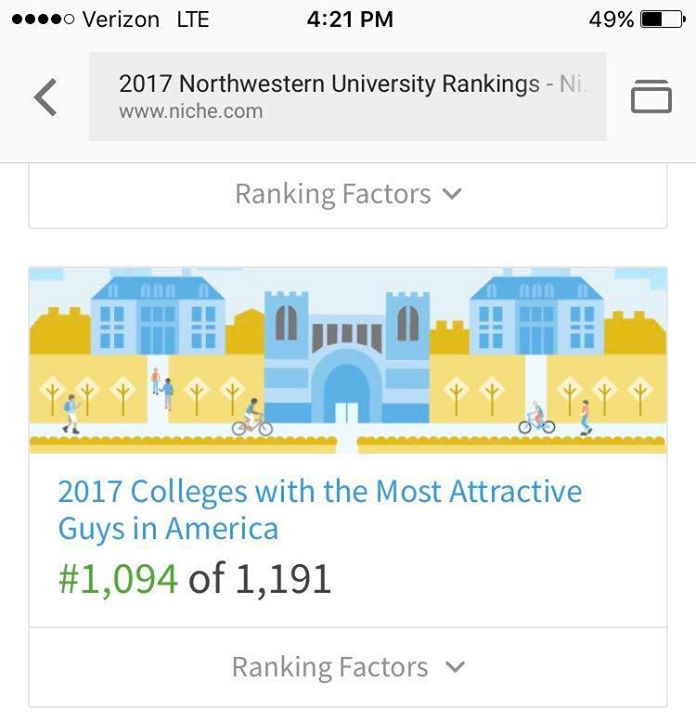 Verizon LTE 4:21 PM 49%
2017 Northwestern University Rankings - Ni
www.niche.com
Ranking Factors
2017 Colleges with the Most Attractive
Guys in America
#1,094 of 1,191
Ranking Factors